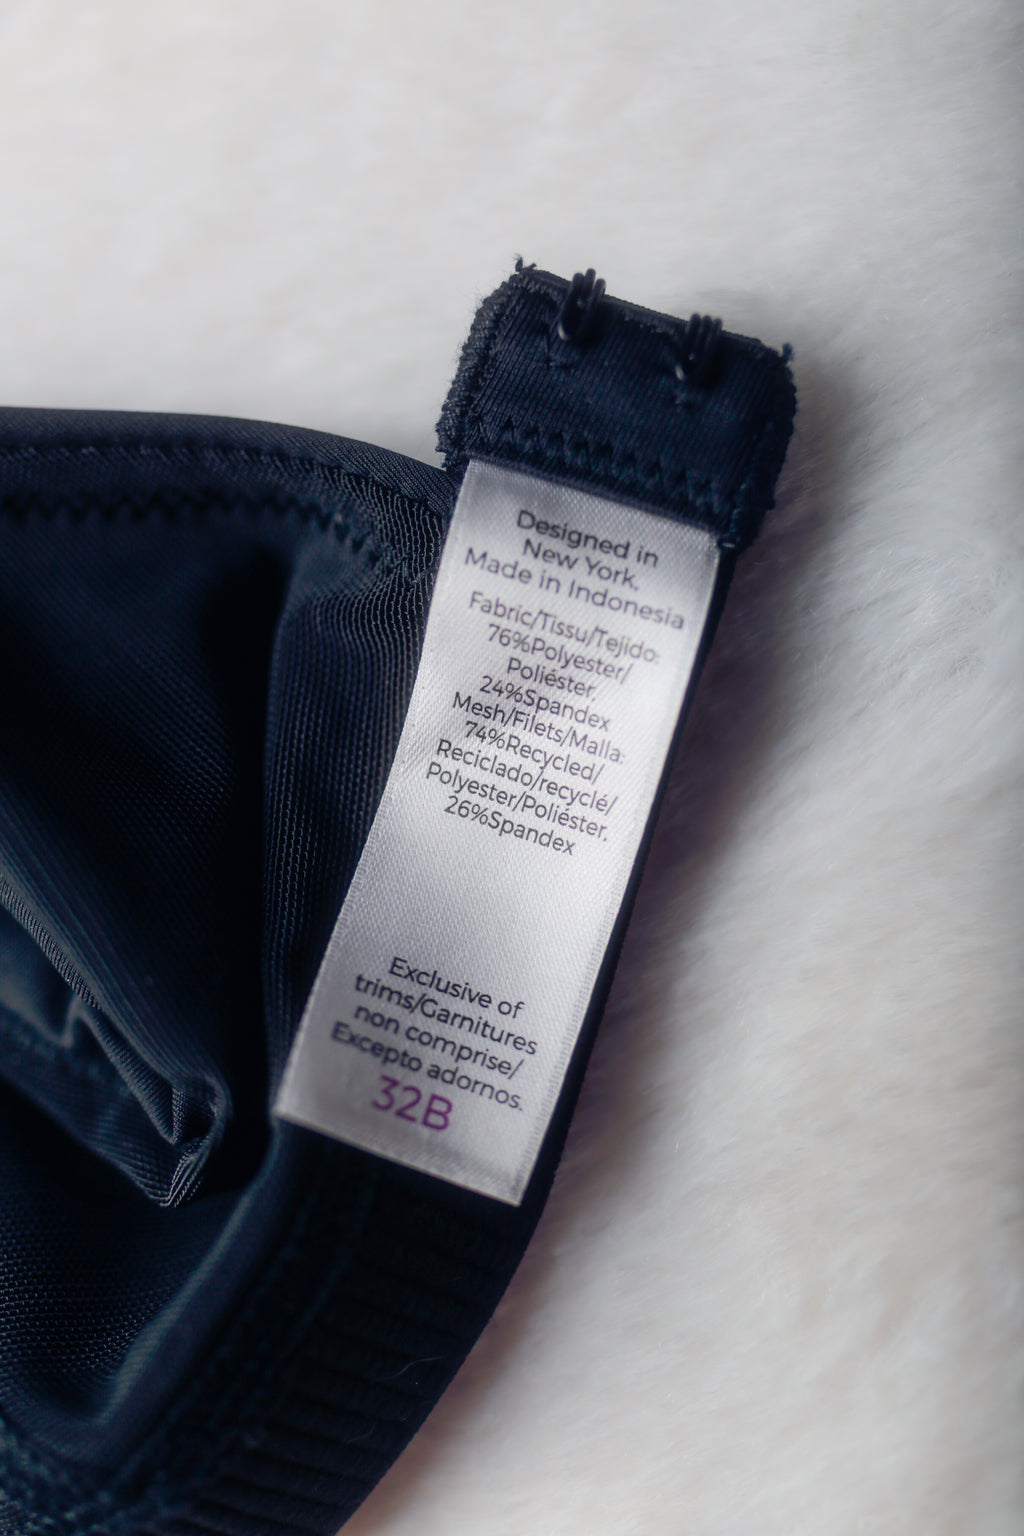 Designed in
New York.
Made in Indonesia
Fabric/Tissu/Tejido:
76%Polyester/
Poliéster.
24%Spandex
Mesh/Filets/Malla:
74%Recycled/
Reciclado/recyclé/
Polyester/Poliéster.
26%Spandex
Exclusive of
trims/Garnitures
non comprise/
Excepto adornos.
32B